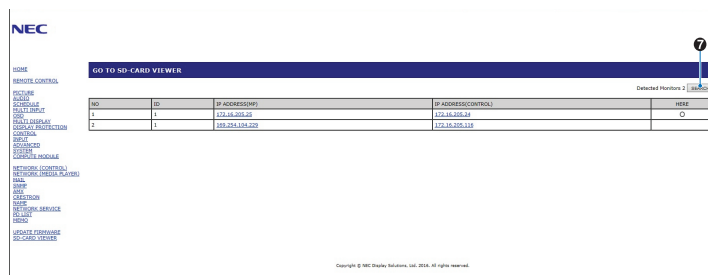 NEC
7
HOME
REMOTE CONTROL
PICTURE
AUDIO
SCHEDULE
MULTI INPUT
OSD
MULTI DISPLAY
DISPLAY PROTECTION
CONTROL
INPUT
ADVANCED
SYSTEM
COMPUTE MODULE
NETWORK (CONTROL)
NETWORK (MEDIA PLAYER)
MAIL
SNMP
AMX
CRESTRON
NAME
NETWORK SERVICE
PD LIST
MEMO
UPDATE FIRMWARE
SD-CARD VIEWER
GO TO SD-CARD VIEWER
Detected Monitors 2 SEARCH
NO ID IP ADDRESS(MP) IP ADDRESS(CONTROL) HERE
1 1 172.16.205.25 172.16.205.24 O
2 1 169.254.104.229 172.16.205.116
Copyright © NEC Display Solutions, Ltd. 2016. All rights reserved.